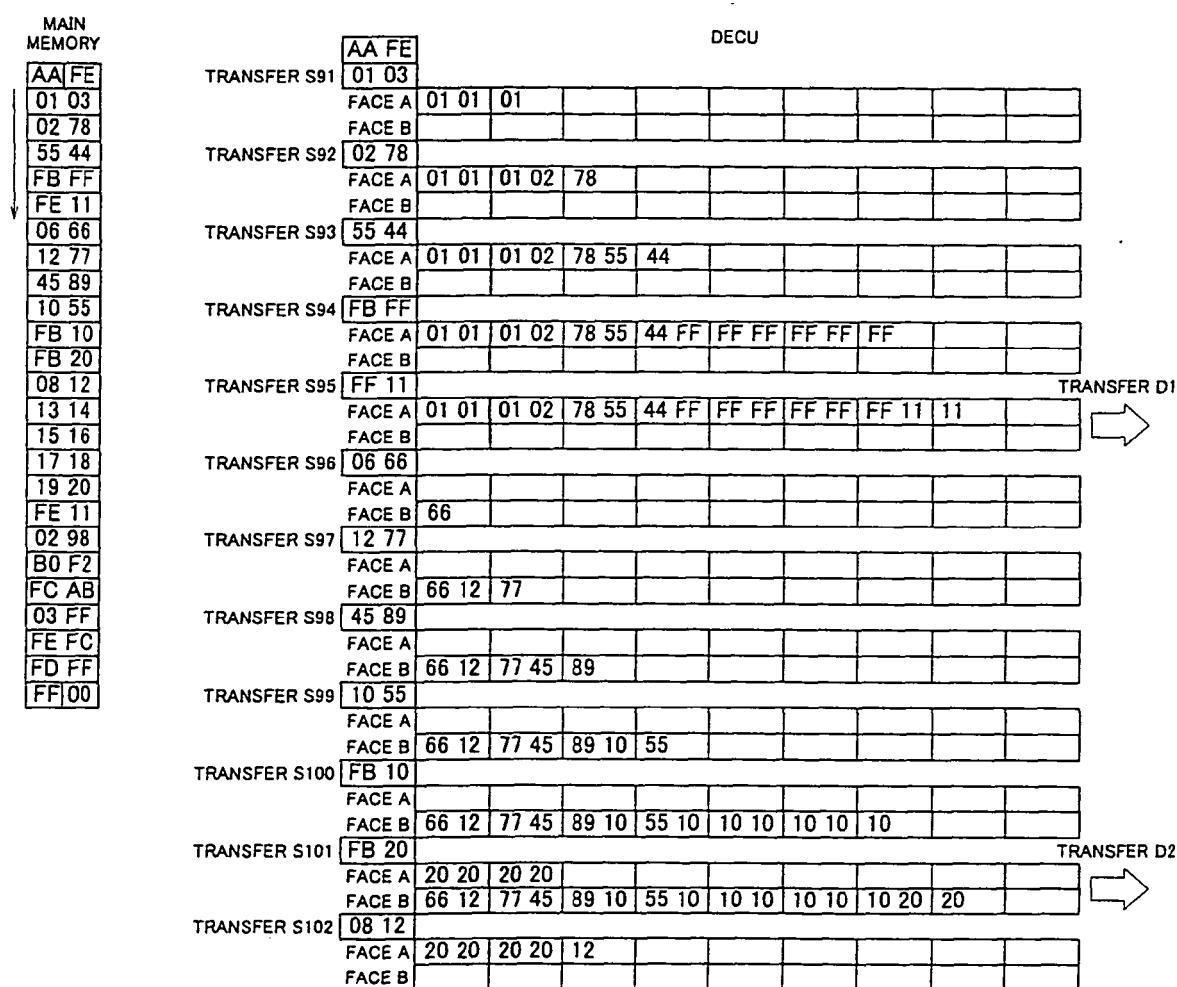 MAIN
MEMORY
AA FE
01 03
02 78
55 44
FB FF
FE 11
06 66
12 77
45 89
10 55
FB 10
FB 20
08 12
13 14
15 16
17 18
19 20
FE 11
02 98
B0 F2
FC AB
03 FF
FE FC
FD FF
FF 00
DECU
AA FE
TRANSFER S91 01 03
FACE A 01 01 01
FACE B
TRANSFER S92 02 78
FACE A 01 01 01 02 78
FACE B
TRANSFER S93 55 44
FACE A 01 01 01 02 78 55 44
FACE B
TRANSFER S94 FB FF
FACE A 01 01 01 02 78 55 44 FF FF FF FF FF FF
FACE B
TRANSFER S95 FF 11 TRANSFER D1
FACE A 01 01 01 02 78 55 44 FF FF FF FF FF FF 11 11
FACE B
TRANSFER S96 06 66
FACE A
FACE B 66
TRANSFER S97 12 77
FACE A
FACE B 66 12 77
TRANSFER S98 45 89
FACE A
FACE B 66 12 77 45 89
TRANSFER S99 10 55
FACE A
FACE B 66 12 77 45 89 10 55
TRANSFER S100 FB 10
FACE A
FACE B 66 12 77 45 89 10 55 10 10 10 10 10 10
TRANSFER S101 FB 20 TRANSFER D2
FACE A 20 20 20 20
FACE B 66 12 77 45 89 10 55 10 10 10 10 10 10 20 20
TRANSFER S102 08 12
FACE A 20 20 20 20 12
FACE B